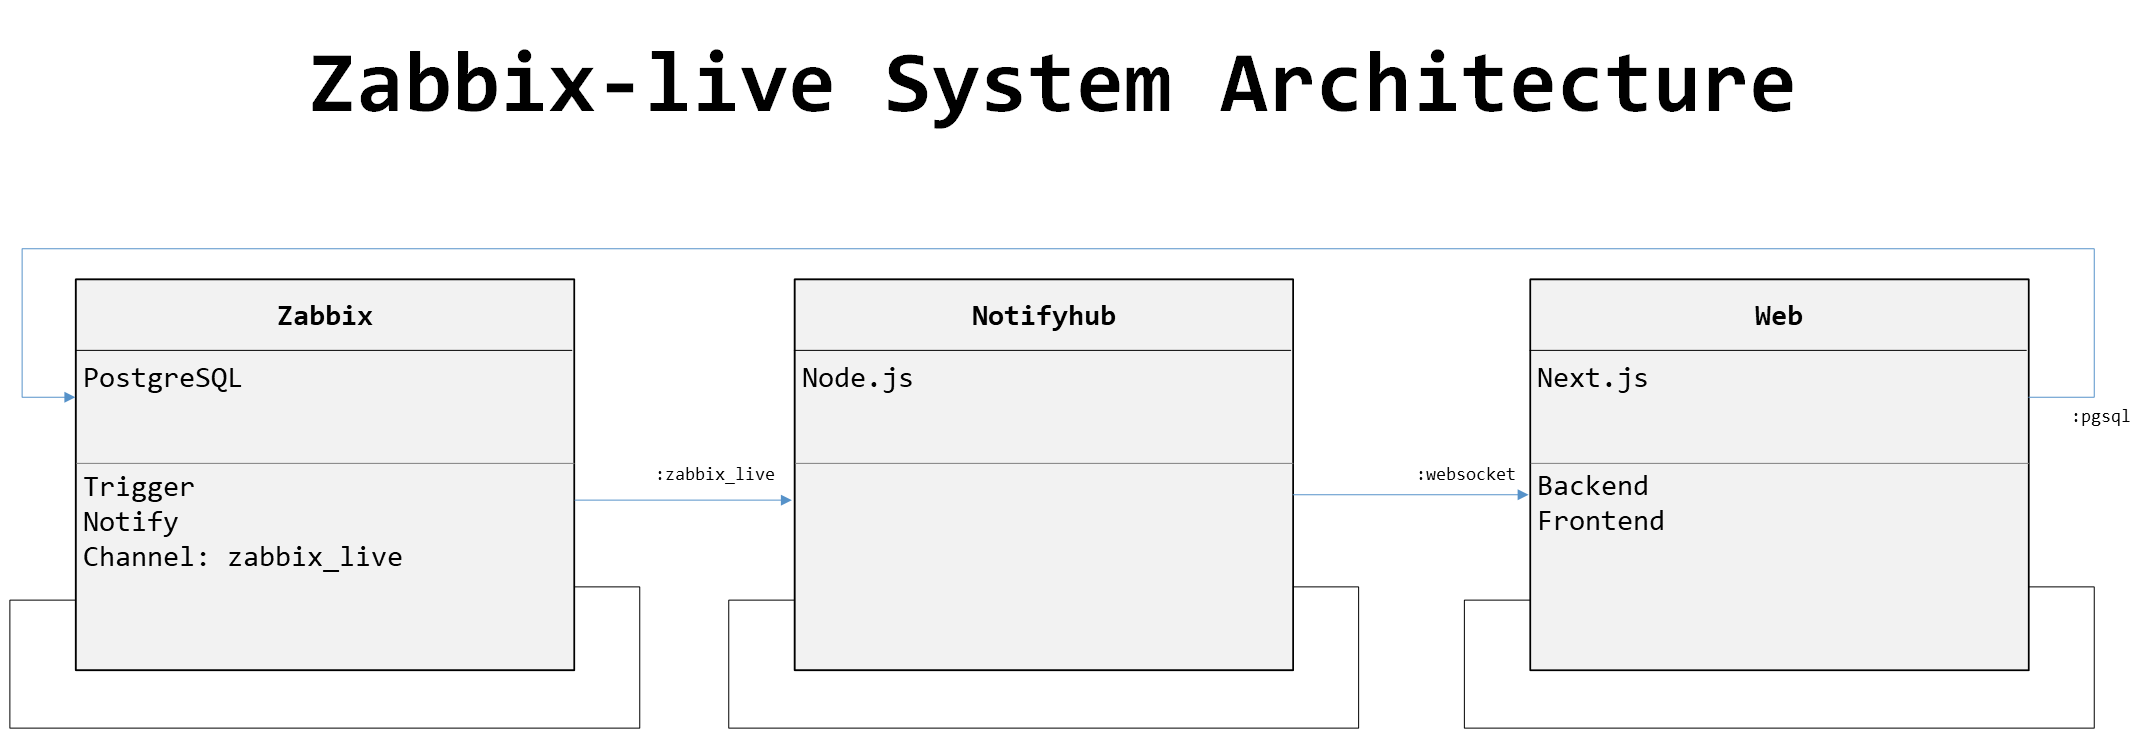 Zabbix-live System Architecture
Zabbix
PostgreSQL
Trigger
Notify
Channel: zabbix_live
:zabbix_live
Notifyhub
Node.js
:websocket
Web
Next.js
Backend
Frontend
:pgsql